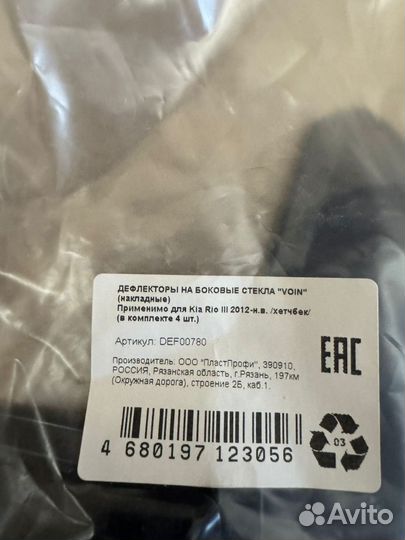 ДЕФЛЕКТОРЫ НА БОКОВЫЕ СТЕКЛА "VOIN"
(накладные)
Применимо для Kia Rio III 2012-н.в. /хетчбек/
(в комплекте 4 шт.)
Артикул: DEF00780
Производитель: ООО "ПластПрофи", 390910,
РОССИЯ, Рязанская область, г.Рязань, 197км
(Окружная дорога), строение 2Б, каб.1.
EAC
4 680197 123056
03
Avito